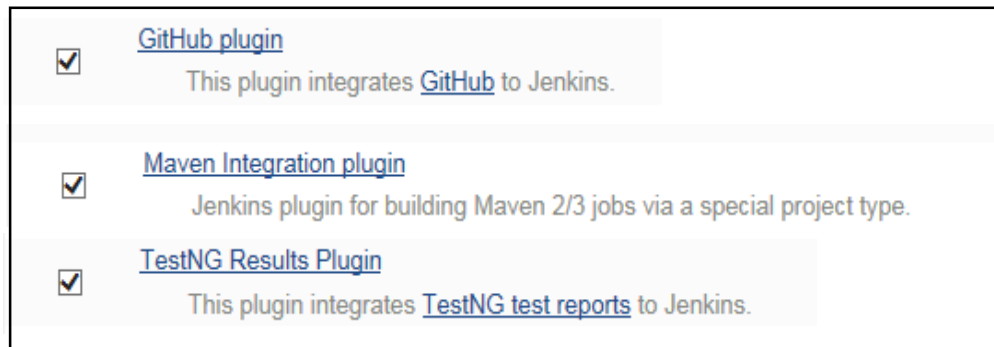 GitHub plugin
This plugin integrates GitHub to Jenkins.
Maven Integration plugin
Jenkins plugin for building Maven 2/3 jobs via a special project type.
TestNG Results Plugin
This plugin integrates TestNG test reports to Jenkins.